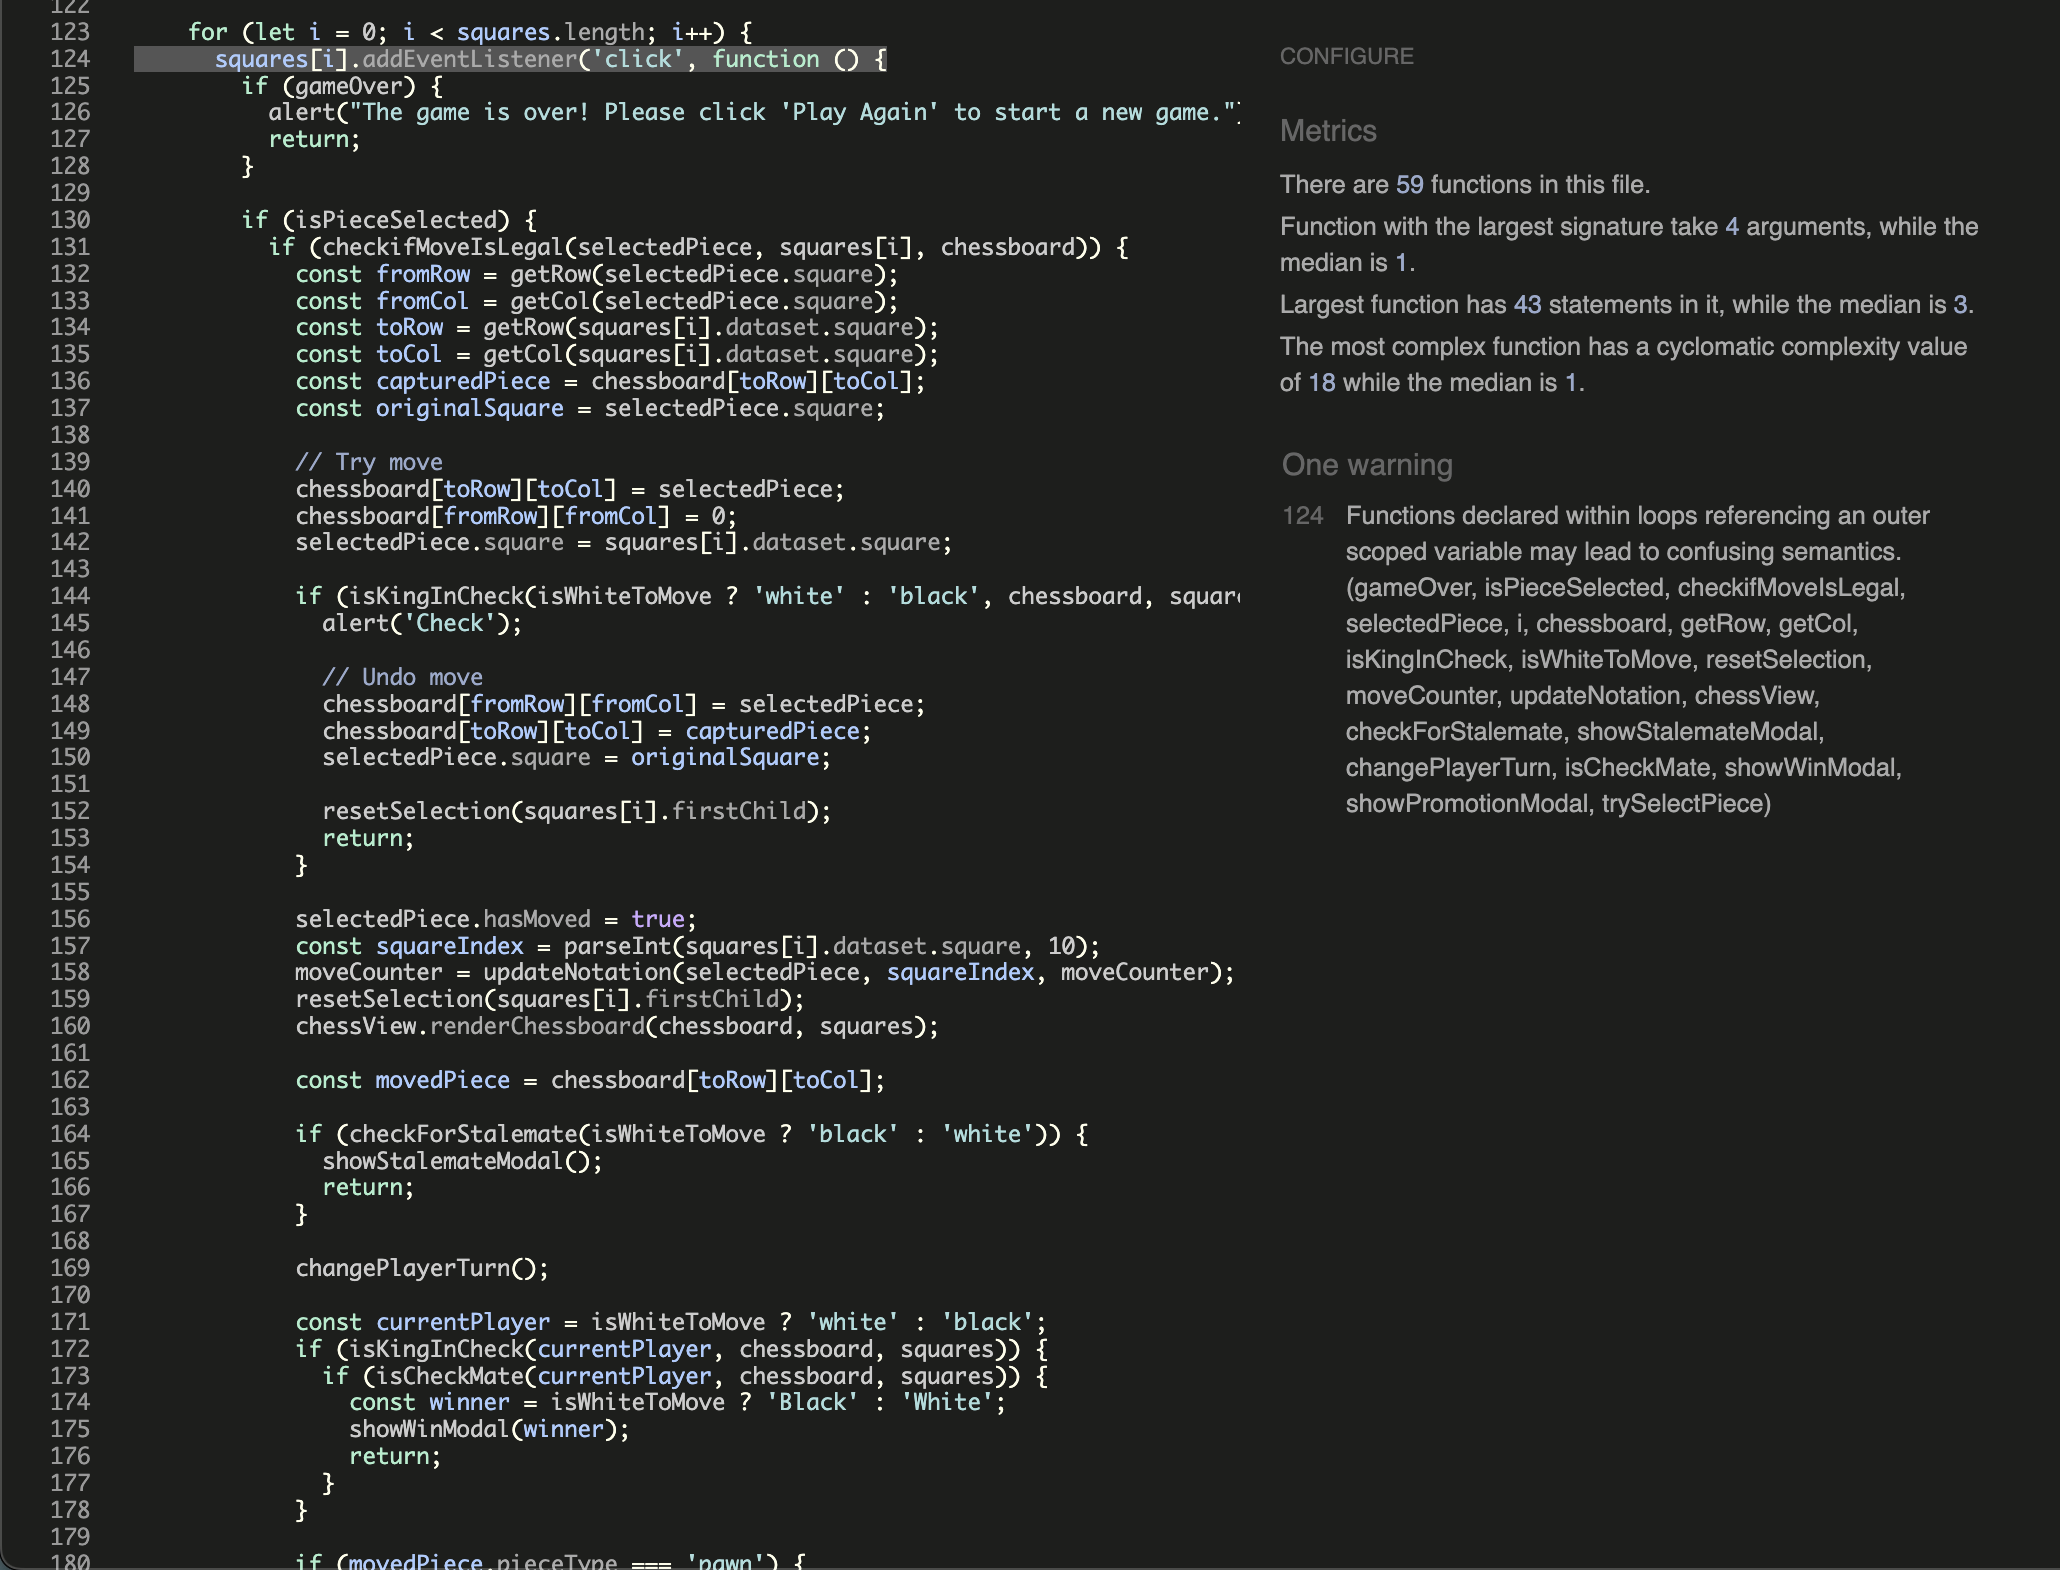 122
123 for (let i = 0; i < squares.length; i++) {
124 squares[i].addEventListener('click', function () {
125 if (gameOver) {
126 alert("The game is over! Please click 'Play Again' to start a new game.")
127 return;
128 }
129
130 if (isPieceSelected) {
131 if (checkifMoveIsLegal(selectedPiece, squares[i], chessboard)) {
132 const fromRow = getRow(selectedPiece.square);
133 const fromCol = getCol(selectedPiece.square);
134 const toRow = getRow(squares[i].dataset.square);
135 const toCol = getCol(squares[i].dataset.square);
136 const capturedPiece = chessboard[toRow][toCol];
137 const originalSquare = selectedPiece.square;
138
139 // Try move
140 chessboard[toRow][toCol] = selectedPiece;
141 chessboard[fromRow][fromCol] = 0;
142 selectedPiece.square = squares[i].dataset.square;
143
144 if (isKingInCheck(isWhiteToMove ? 'white' : 'black', chessboard, squar
145 alert('Check');
146
147 // Undo move
148 chessboard[fromRow][fromCol] = selectedPiece;
149 chessboard[toRow][toCol] = capturedPiece;
150 selectedPiece.square = originalSquare;
151
152 resetSelection(squares[i].firstChild);
153 return;
154 }
155
156 selectedPiece.hasMoved = true;
157 const squareIndex = parseInt(squares[i].dataset.square, 10);
158 moveCounter = updateNotation(selectedPiece, squareIndex, moveCounter);
159 resetSelection(squares[i].firstChild);
160 chessView.renderChessboard(chessboard, squares);
161
162 const movedPiece = chessboard[toRow][toCol];
163
164 if (checkForStalemate(isWhiteToMove ? 'black' : 'white')) {
165 showStalemateModal();
166 return;
167 }
168
169 changePlayerTurn();
170
171 const currentPlayer = isWhiteToMove ? 'white' : 'black';
172 if (isKingInCheck(currentPlayer, chessboard, squares)) {
173 if (isCheckMate(currentPlayer, chessboard, squares)) {
174 const winner = isWhiteToMove ? 'Black' : 'White';
175 showWinModal(winner);
176 return;
177 }
178 }
179
180 if (movedPiece.pieceType === 'pawn') {
CONFIGURE
Metrics
There are 59 functions in this file.
Function with the largest signature take 4 arguments, while the
median is 1.
Largest function has 43 statements in it, while the median is 3.
The most complex function has a cyclomatic complexity value
of 18 while the median is 1.
One warning
124 Functions declared within loops referencing an outer
scoped variable may lead to confusing semantics.
(gameOver, isPieceSelected, checkifMoveIsLegal,
selectedPiece, i, chessboard, getRow, getCol,
isKingInCheck, isWhiteToMove, resetSelection,
moveCounter, updateNotation, chessView,
checkForStalemate, showStalemateModal,
changePlayerTurn, isCheckMate, showWinModal,
showPromotionModal, trySelectPiece)